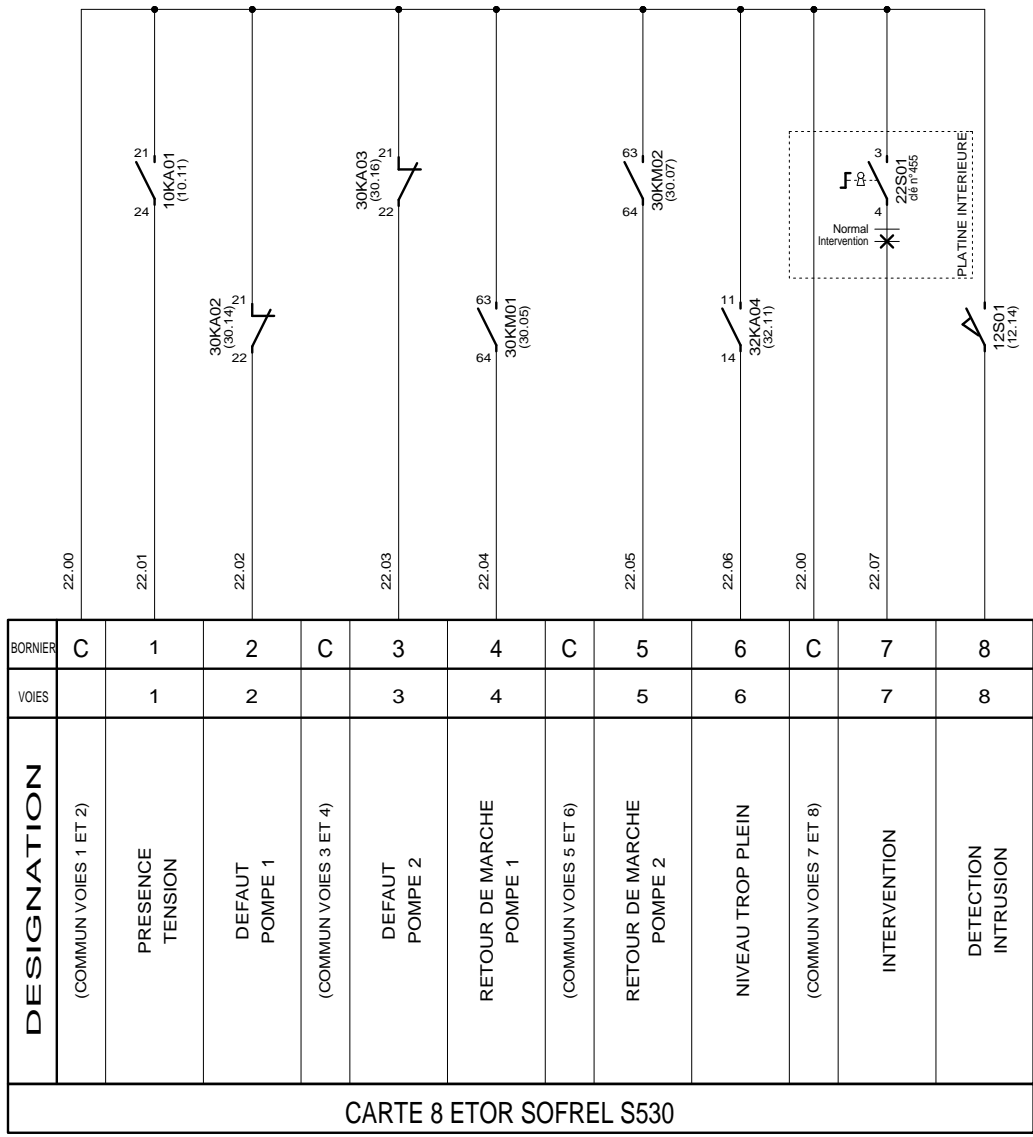 21
10KA01
(10.11)
24
21
30KA03
(30.16)
22
63
30KM02
(30.07)
64
3
22S01
clé n°455
4
Normal
Intervention
PLATINE INTERIEURE
21
30KA02
(30.14)
22
63
30KM01
(30.05)
64
11
32KA04
(32.11)
14
12S01
(12.14)
22.00
22.01
22.02
22.03
22.04
22.05
22.06
22.00
22.07
BORNIER C 1 2 C 3 4 C 5 6 C 7 8
VOIES 1 2 3 4 5 6 7 8
DESIGNATION
(COMMUN VOIES 1 ET 2)
PRESENCE
TENSION
DEFAUT
POMPE 1
(COMMUN VOIES 3 ET 4)
DEFAUT
POMPE 2
RETOUR DE MARCHE
POMPE 1
(COMMUN VOIES 5 ET 6)
RETOUR DE MARCHE
POMPE 2
NIVEAU TROP PLEIN
(COMMUN VOIES 7 ET 8)
INTERVENTION
DETECTION
INTRUSION
CARTE 8 ETOR SOFREL S530